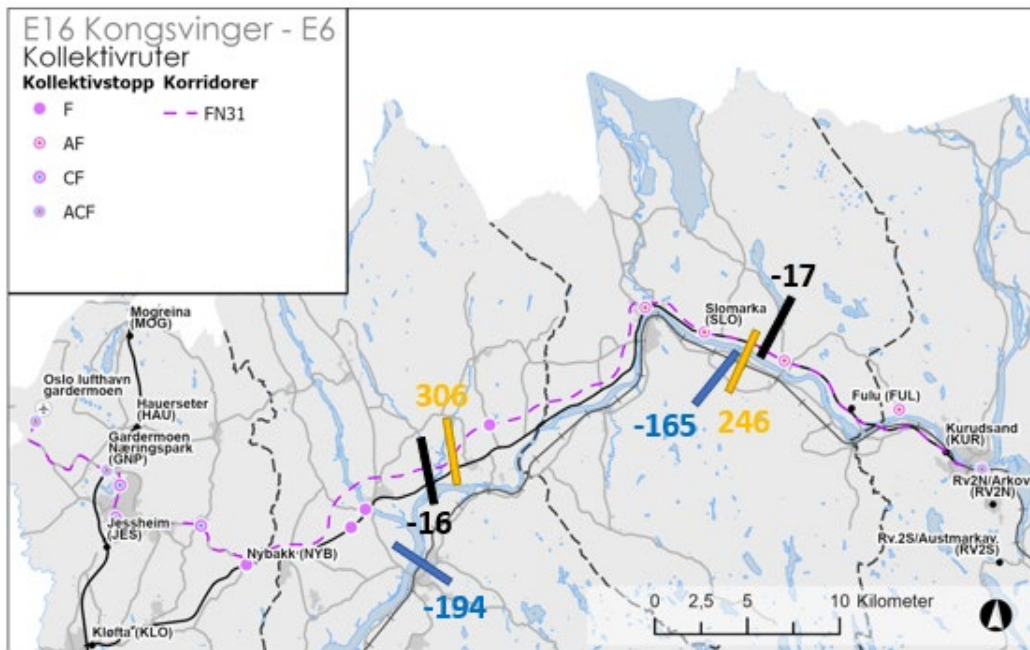 E16 Kongsvinger - E6
Kollektivruter
Kollektivstopp Korridorer
F
FN31
AF
CF
ACF
Mogreina
(MOG)
Oslo lufthavn
gardermoen
Hauerseter
(HAU)
Gardermoen
Næringspark
(GNP)
Jessheim
(JES)
Nybakk (NYB)
Kløfta (KLO)
306
-16
-194
-17
Slomarka
(SLO)
-165
246
Fulu (FUL)
Kurudsand
(KUR)
Rv2N/Arkov
(RV2N)
Rv.2S/Austmarkav.
(RV2S)
0 2,5 5 10 Kilometer